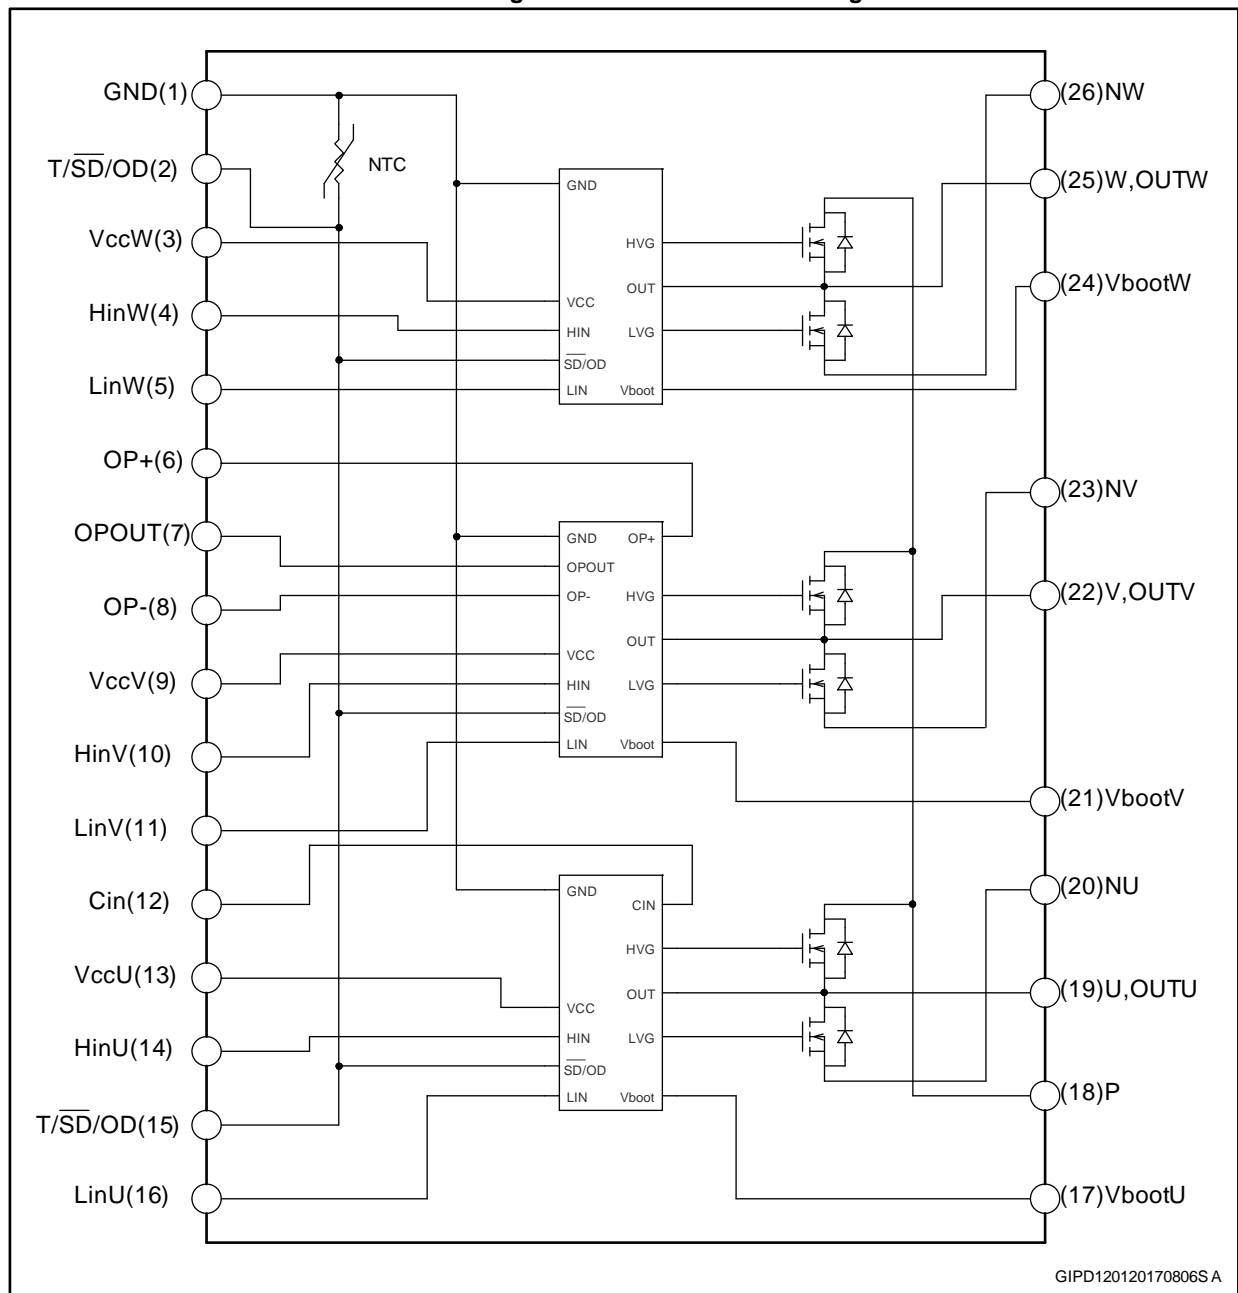 GND(1)
T/SD/OD(2)
VccW(3)
HinW(4)
LinW(5)
OP+(6)
OPOUT(7)
OP-(8)
VccV(9)
HinV(10)
LinV(11)
Cin(12)
VccU(13)
HinU(14)
T/SD/OD(15)
LinU(16)
NTC
GND
HVG
OUT
VCC
HIN
LVG
SD/OD
LIN
Vboot
GND
OP+
OPOUT
OP-
HVG
OUT
VCC
HIN
LVG
SD/OD
LIN
Vboot
GND
CIN
HVG
OUT
VCC
HIN
LVG
SD/OD
LIN
Vboot
(26)NW
(25)W,OUTW
(24)VbootW
(23)NV
(22)V,OUTV
(21)VbootV
(20)NU
(19)U,OUTU
(18)P
(17)VbootU
GIPD120120170806SA